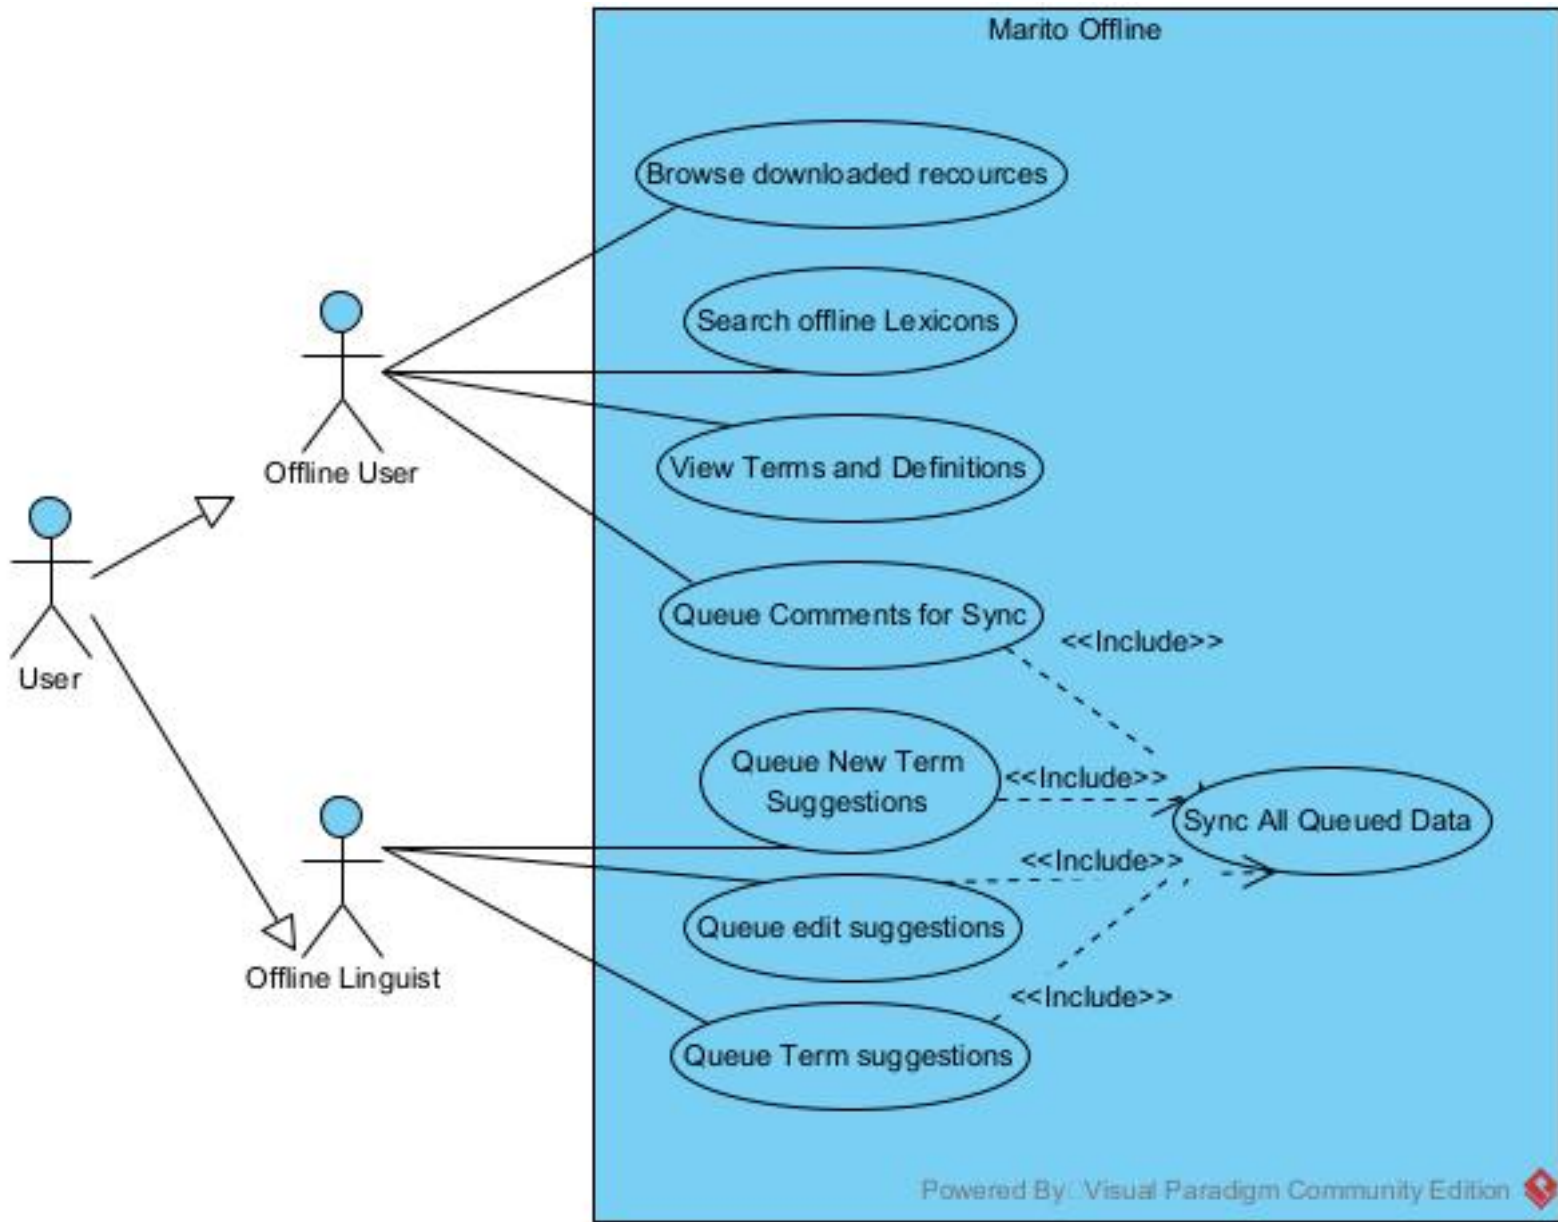 Marito Offline
Browse downloaded recources
Search offline Lexicons
Offline User
View Terms and Definitions
User
Queue Comments for Sync
<<Include>>
Queue New Term
Suggestions
<<Include>>
Sync All Queued Data
<<Include>>
Queue edit suggestions
Offline Linguist
<<Include>>
Queue Term suggestions
Powered By Visual Paradigm Community Edition